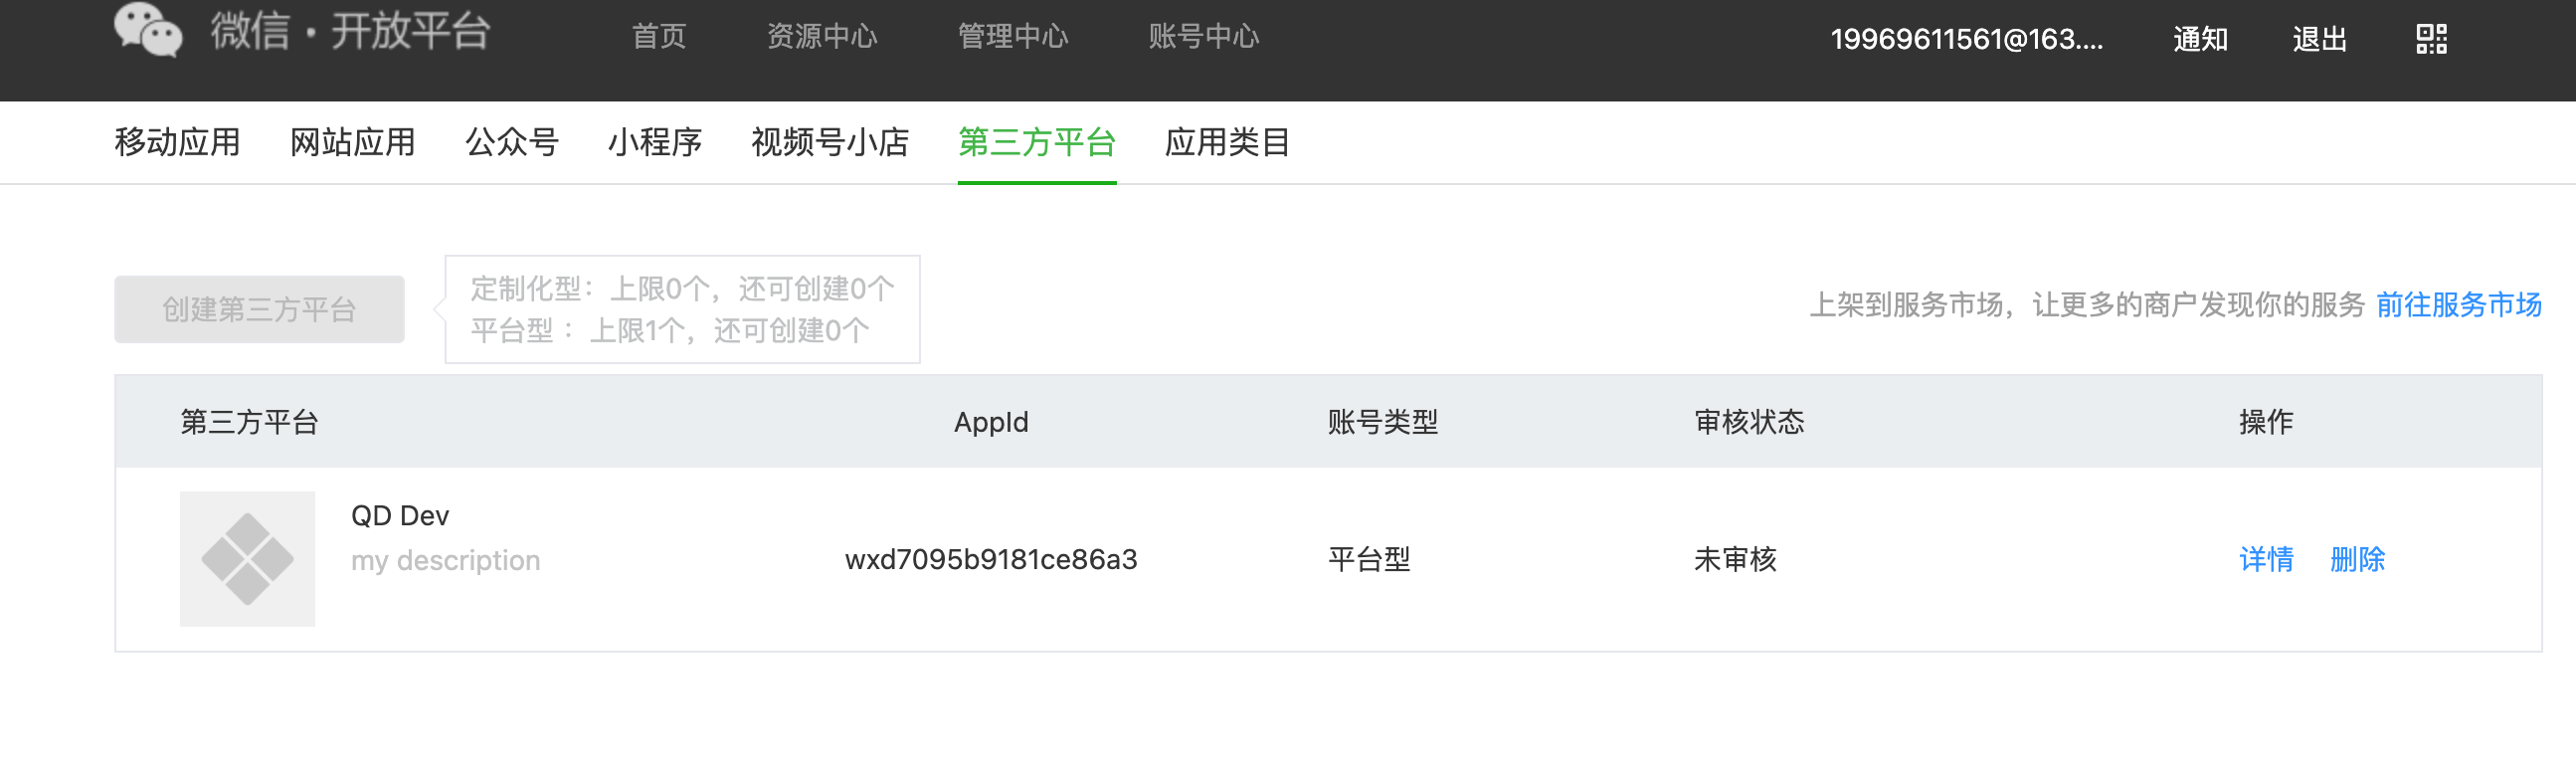 微信·开放平台 首页 资源中心 管理中心 账号中心 19969611561@163.... 通知 退出
移动应用 网站应用 公众号 小程序 视频号小店 第三方平台 应用类目
创建第三方平台
定制化型：上限0个，还可创建0个
平台型 ：上限1个，还可创建0个
上架到服务市场，让更多的商户发现你的服务 前往服务市场
第三方平台 AppId 账号类型 审核状态 操作
QD Dev
my description
wxd7095b9181ce86a3 平台型 未审核 详情 删除